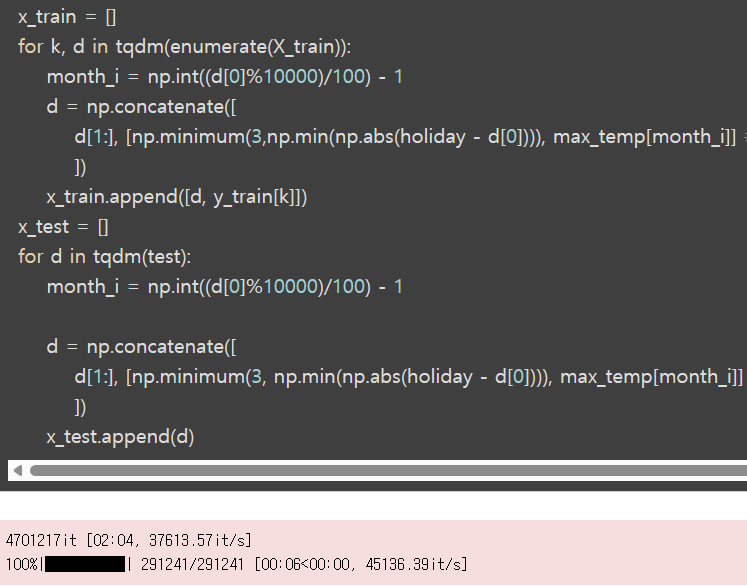 x_train = []
for k, d in tqdm(enumerate(X_train)):
month_i = np.int((d[0]%10000)/100) - 1
d = np.concatenate([
d[1:], [np.minimum(3,np.min(np.abs(holiday - d[0]))), max_temp[month_i]]
])
x_train.append([d, y_train[k]])
x_test = []
for d in tqdm(test):
month_i = np.int((d[0]%10000)/100) - 1
d = np.concatenate([
d[1:], [np.minimum(3, np.min(np.abs(holiday - d[0]))), max_temp[month_i]]
])
x_test.append(d)
4701217it [02:04, 37613.57it/s]
100%|██████████| 291241/291241 [00:06<00:00, 45136.39it/s]